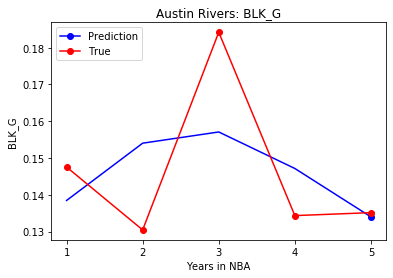 Austin Rivers: BLK_G
Prediction
True
0.18
0.17
0.16
0.15
0.14
0.13
BLK_G
1
2
3
4
5
Years in NBA